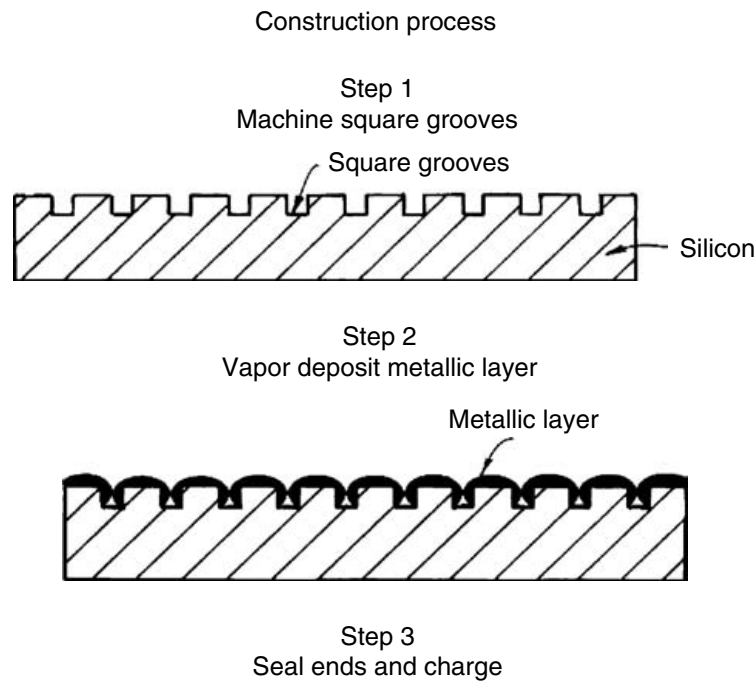 Construction process
Step 1
Machine square grooves
Square grooves
Silicon
Step 2
Vapor deposit metallic layer
Metallic layer
Step 3
Seal ends and charge